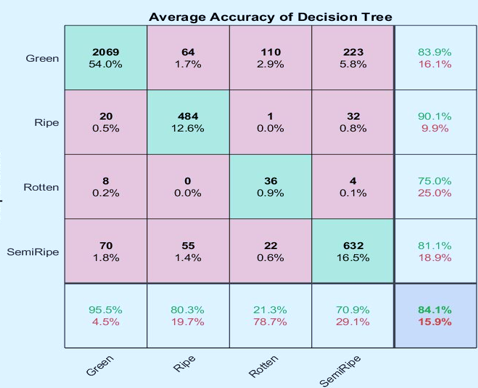 Average Accuracy of Decision Tree
Green 2069 64 110 223 83.9%
54.0% 1.7% 2.9% 5.8% 16.1%
Ripe 20 484 1 32 90.1%
0.5% 12.6% 0.0% 0.8% 9.9%
Rotten 8 0 36 4 75.0%
0.2% 0.0% 0.9% 0.1% 25.0%
SemiRipe 70 55 22 632 81.1%
1.8% 1.4% 0.6% 16.5% 18.9%
95.5% 80.3% 21.3% 70.9% 84.1%
4.5% 19.7% 78.7% 29.1% 15.9%
Green Ripe Rotten SemiRipe